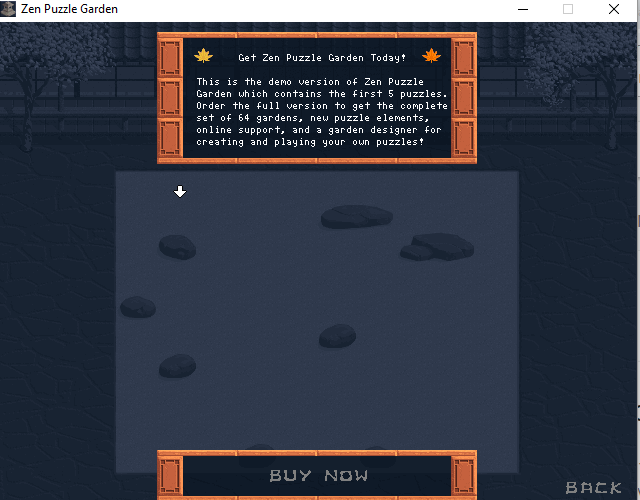 Zen Puzzle Garden
Get Zen Puzzle Garden Today!
This is the demo version of Zen Puzzle
Garden which contains the first 5 puzzles.
Order the full version to get the complete
set of 64 gardens, new puzzle elements,
online support, and a garden designer for
creating and playing your own puzzles!
BUY NOW
BACK